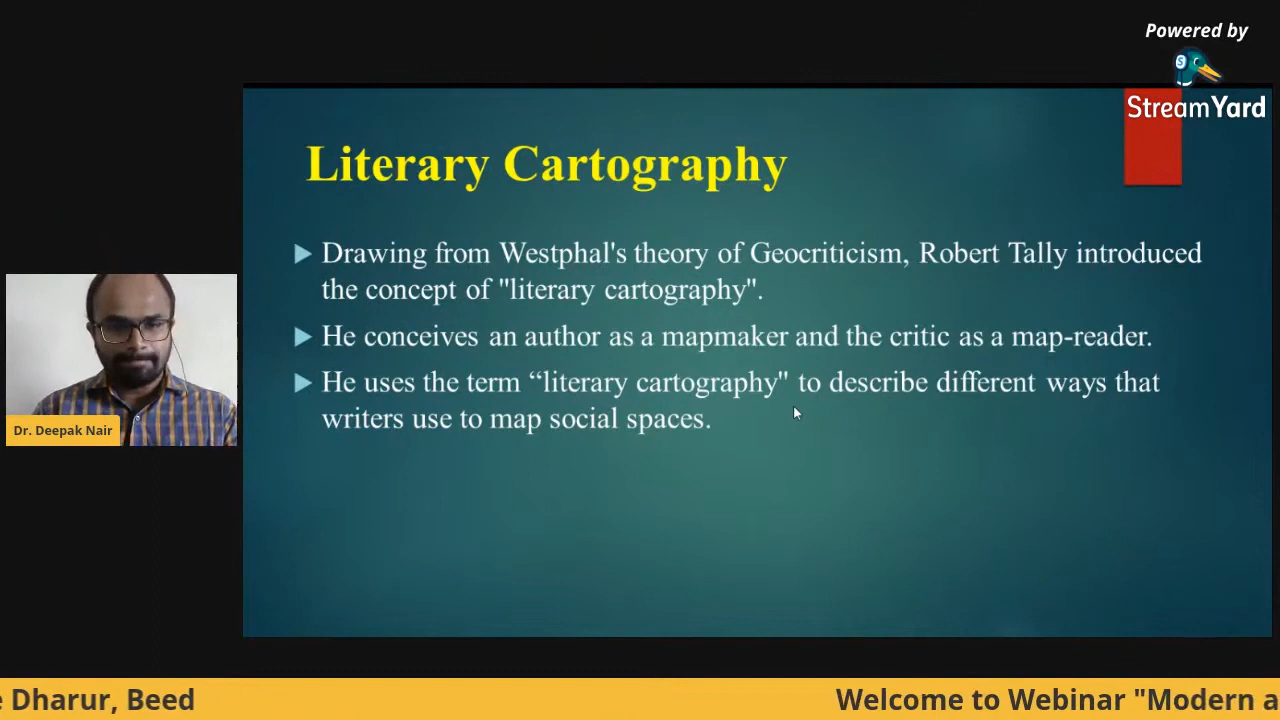 Powered by
StreamYard
Literary Cartography
Drawing from Westphal's theory of Geocriticism, Robert Tally introduced
the concept of "literary cartography".
He conceives an author as a mapmaker and the critic as a map-reader.
He uses the term “literary cartography" to describe different ways that
writers use to map social spaces.
Dr. Deepak Nair
e Dharur, Beed
Welcome to Webinar "Modern a